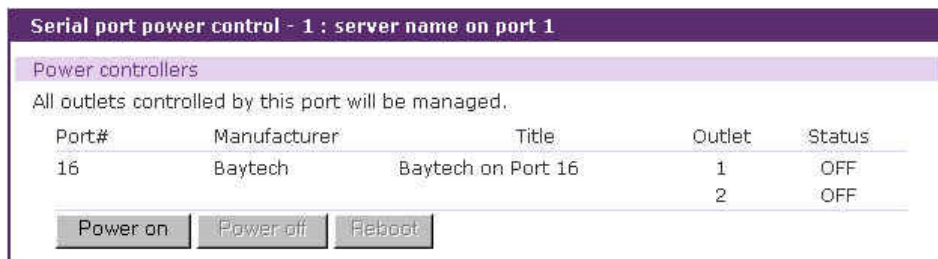 Serial port power control - 1 : server name on port 1
Power controllers
All outlets controlled by this port will be managed.
Port# Manufacturer Title Outlet Status
16 Baytech Baytech on Port 16 1 OFF
2 OFF
Power on Power off Reboot